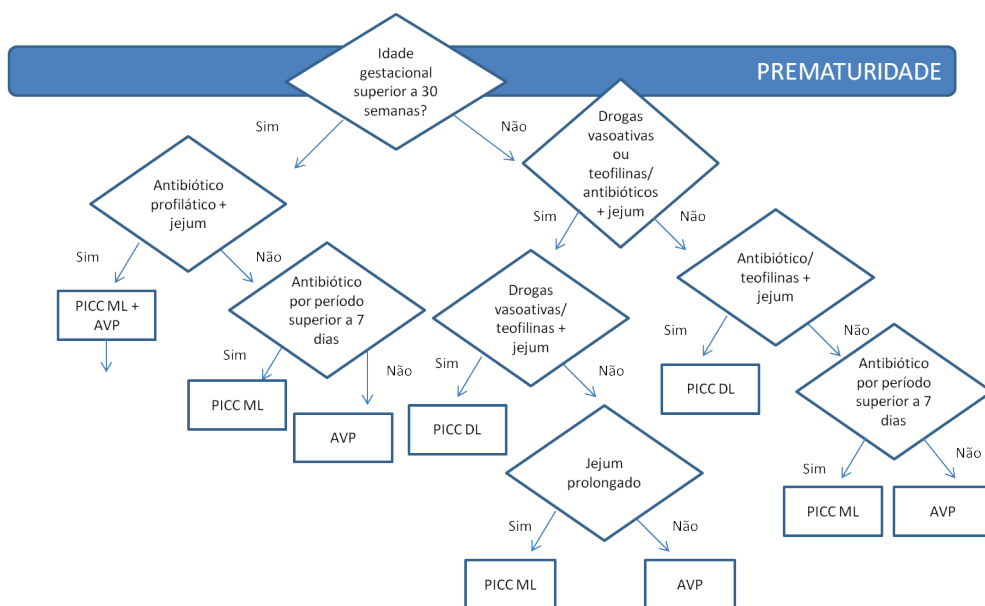 PREMATURIDADE
Idade
gestacional
superior a 30
semanas?
Sim
Não
Drogas
vasoativas
ou
teofilinas/
antibióticos
+ jejum
Antibiótico
profilático +
jejum
Sim
Não
Sim
Não
PICC ML +
AVP
Antibiótico
por período
superior a 7
dias
Drogas
vasoativas/
teofilinas +
jejum
Antibiótico/
teofilinas +
jejum
Sim
Não
Sim
Não
Sim
Não
PICC ML
AVP
PICC DL
PICC DL
Antibiótico
por período
superior a 7
dias
Jejum
prolongado
Sim
Não
Sim
Não
PICC ML
AVP
PICC ML
AVP